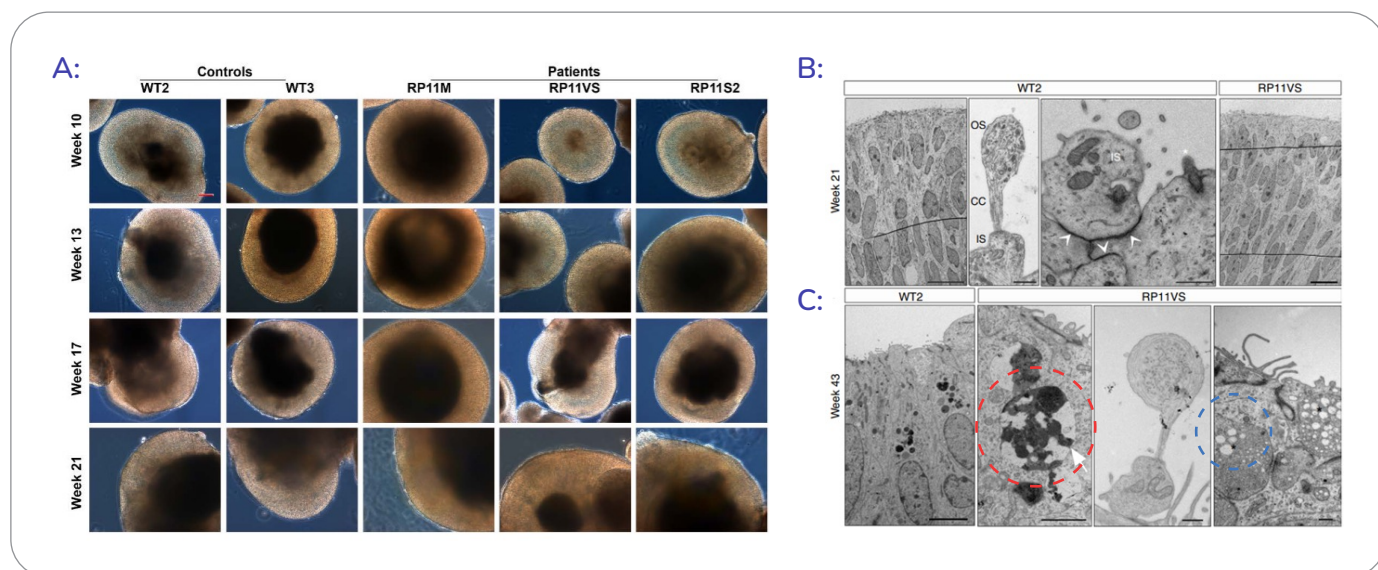 A:
Controls
Patients
WT2
WT3
RP11M
RP11VS
RP11S2
Week 10
Week 13
Week 17
Week 21
B:
WT2
RP11VS
Week 21
OS
CC
IS
IS
C:
WT2
RP11VS
Week 43